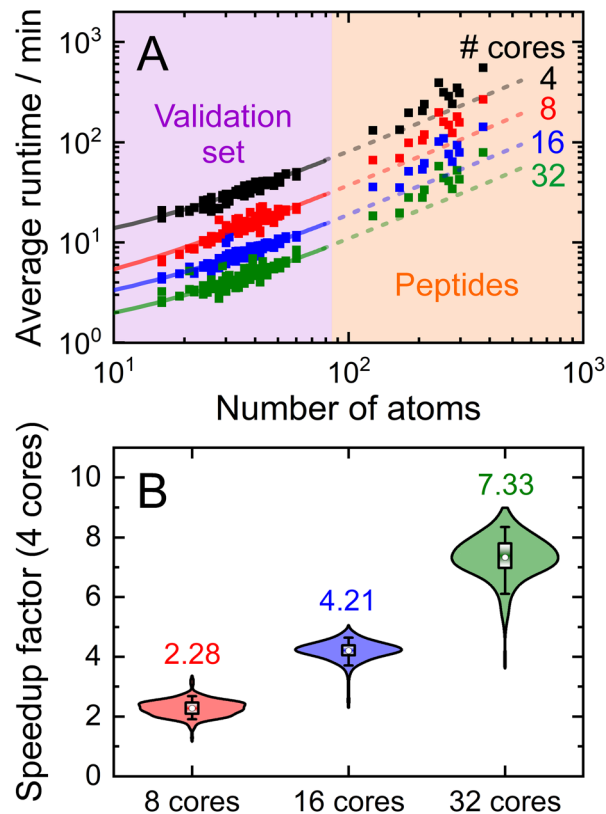 A
# cores
4
8
16
32
Validation
set
Peptides
Average runtime / min
10³
10²
10¹
10⁰
10¹
10²
10³
Number of atoms
B
Speedup factor (4 cores)
10
8
6
4
2
0
2.28
4.21
7.33
8 cores
16 cores
32 cores